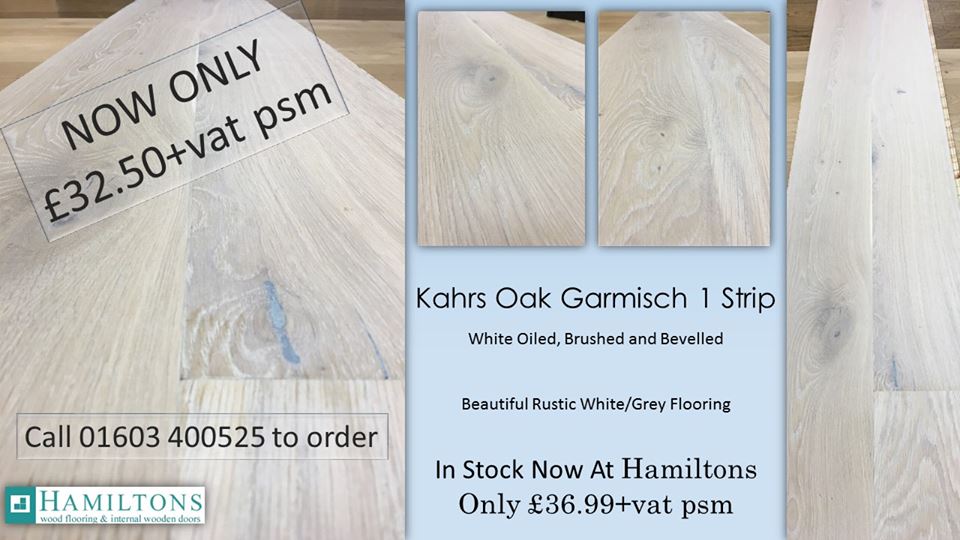 NOW ONLY
£32.50+vat psm
Call 01603 400525 to order
HAMILTONS
wood flooring & internal wooden doors
Kahrs Oak Garmisch 1 Strip
White Oiled, Brushed and Bevelled
Beautiful Rustic White/Grey Flooring
In Stock Now At Hamiltons
Only £36.99+vat psm